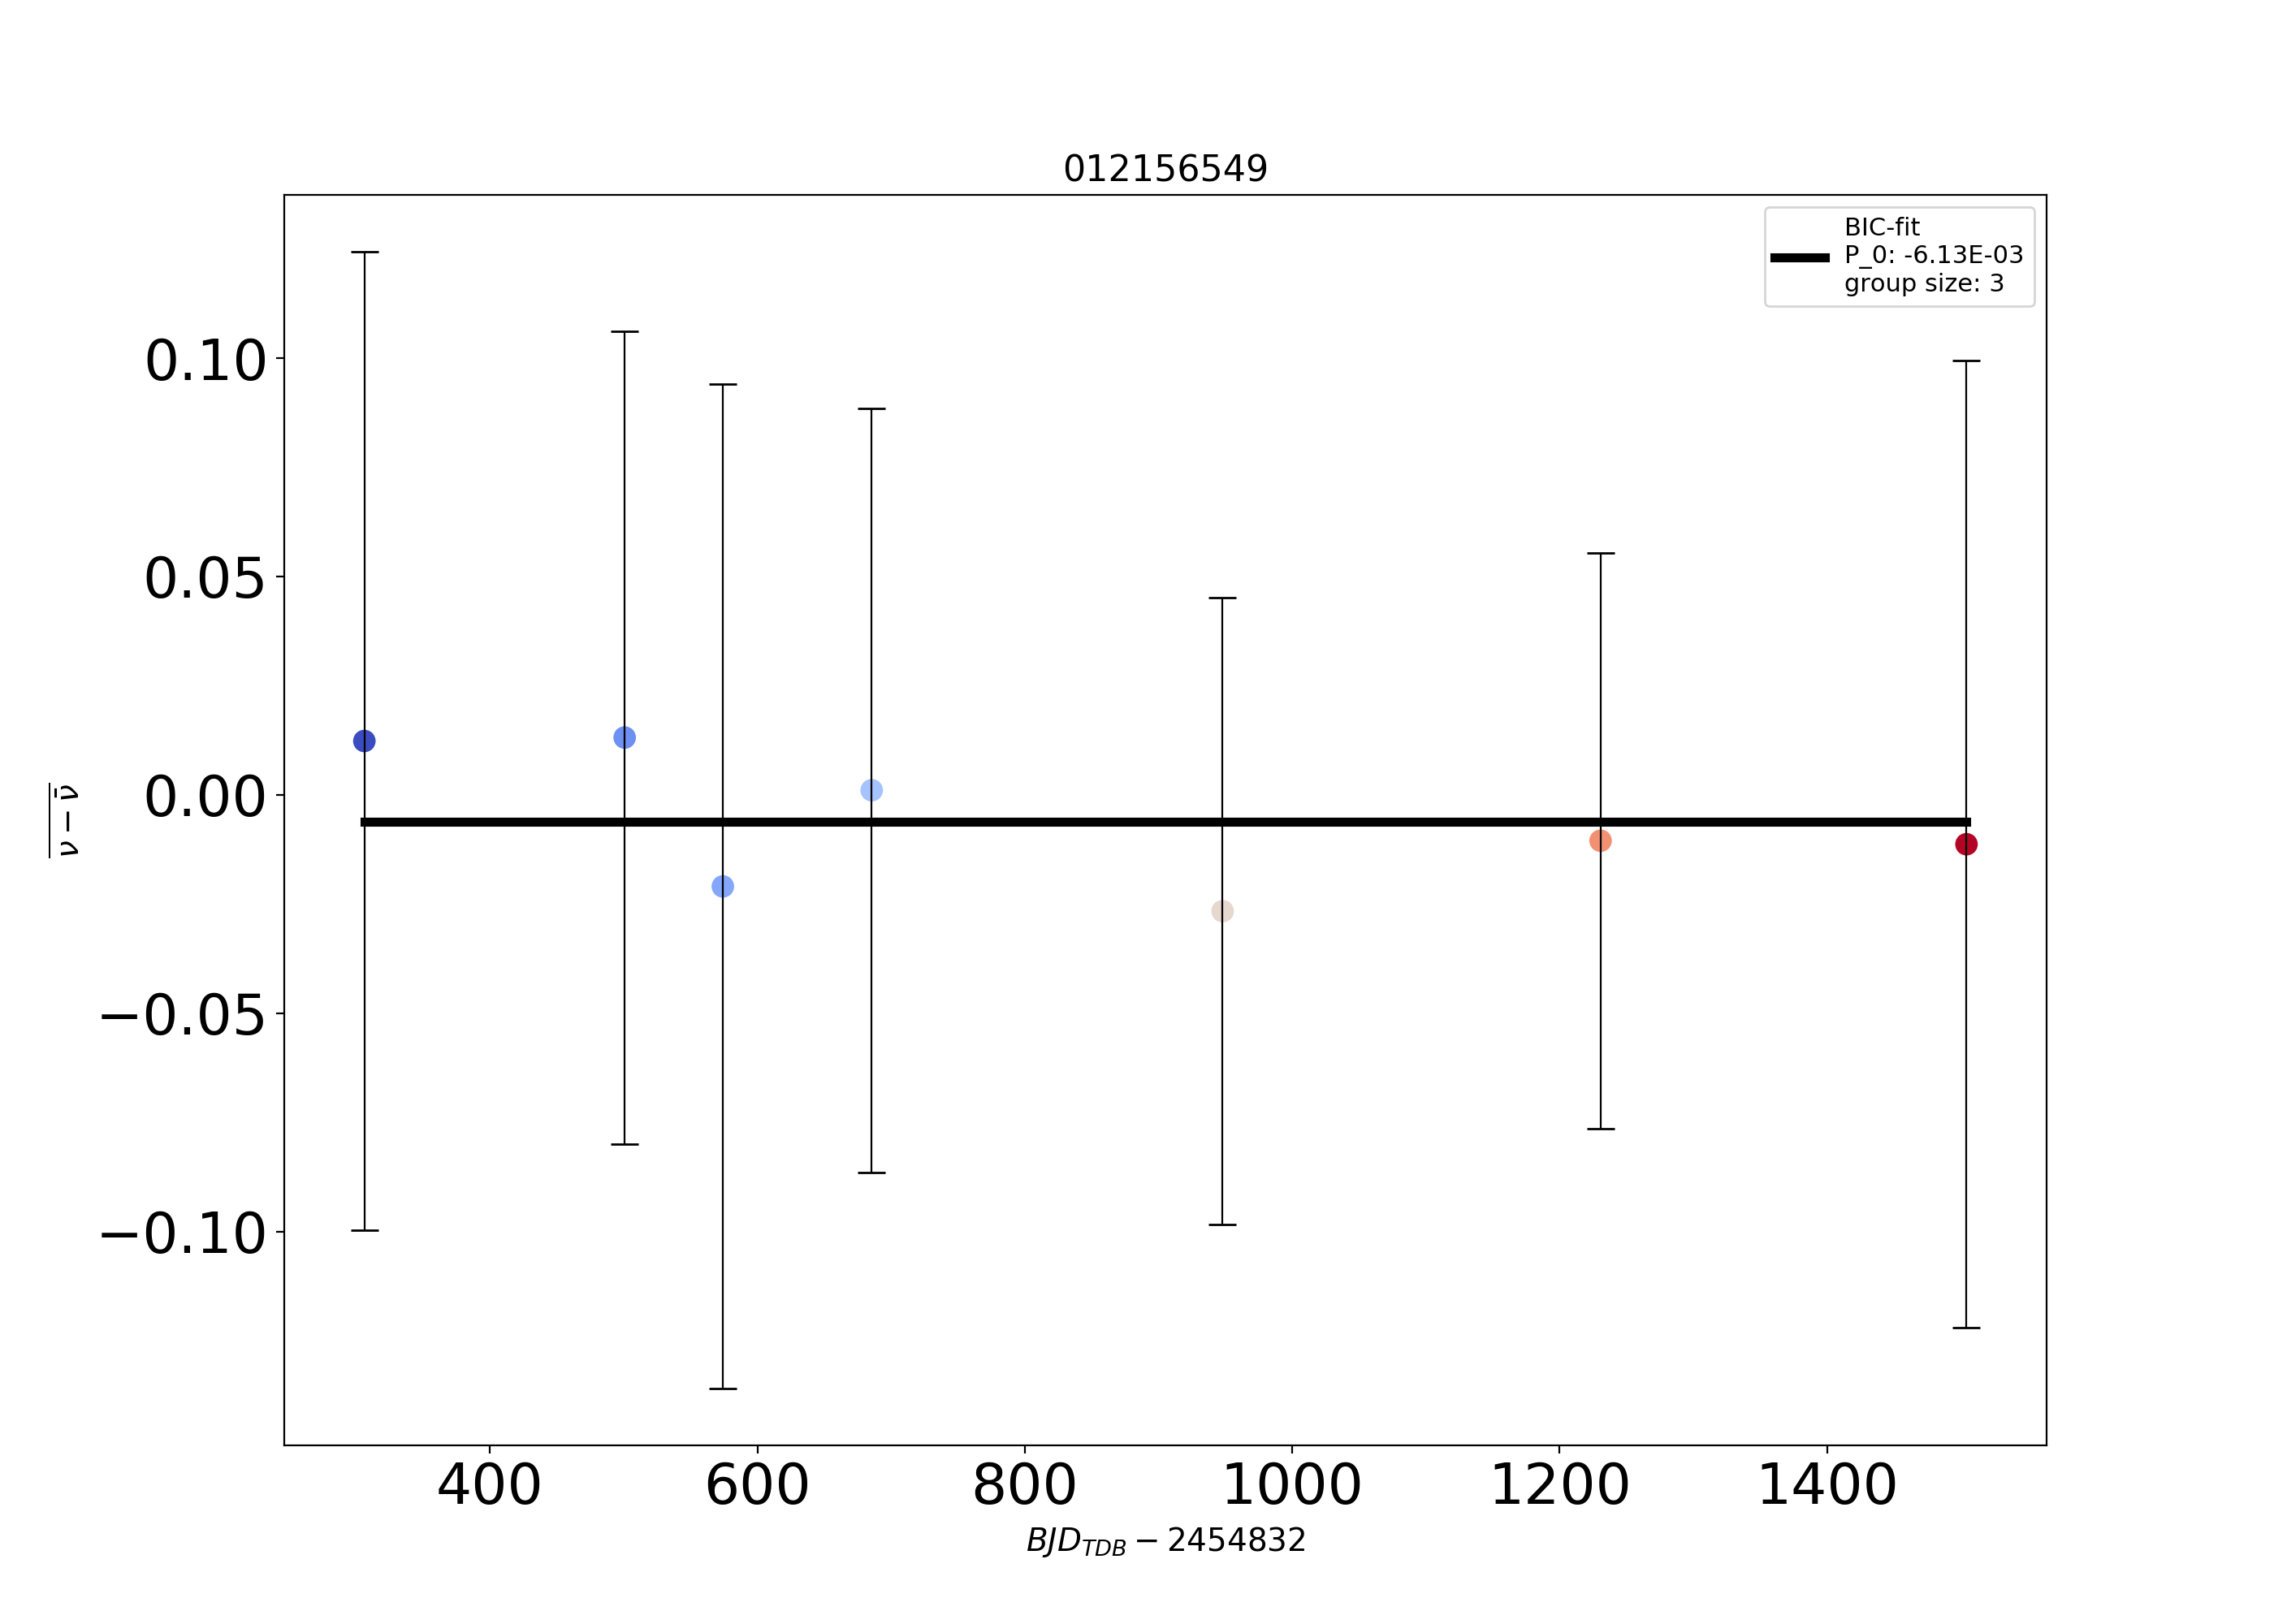 012156549
BIC-fit
P_0: -6.13E-03
group size: 3
0.10
0.05
0.00
−0.05
−0.10
ν − ν̄
400 600 800 1000 1200 1400
BJD_TDB − 2454832